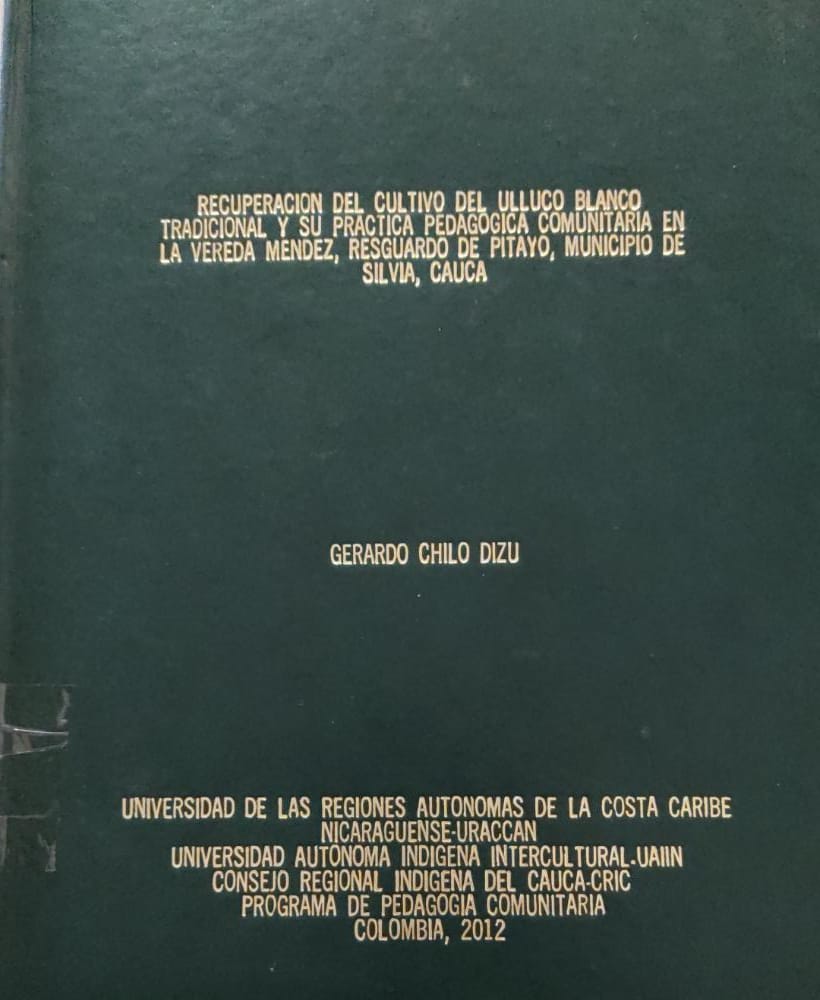 RECUPERACION DEL CULTIVO DEL ULLUCO BLANCO
TRADICIONAL Y SU PRACTICA PEDAGOGICA COMUNITARIA EN
LA VEREDA MENDEZ, RESGUARDO DE PITAYO, MUNICIPIO DE
SILVIA, CAUCA
GERARDO CHILO DIZU
UNIVERSIDAD DE LAS REGIONES AUTONOMAS DE LA COSTA CARIBE
NICARAGUENSE-URACCAN
UNIVERSIDAD AUTONOMA INDIGENA INTERCULTURAL-UAIIN
CONSEJO REGIONAL INDIGENA DEL CAUCA-CRIC
PROGRAMA DE PEDAGOGIA COMUNITARIA
COLOMBIA, 2012